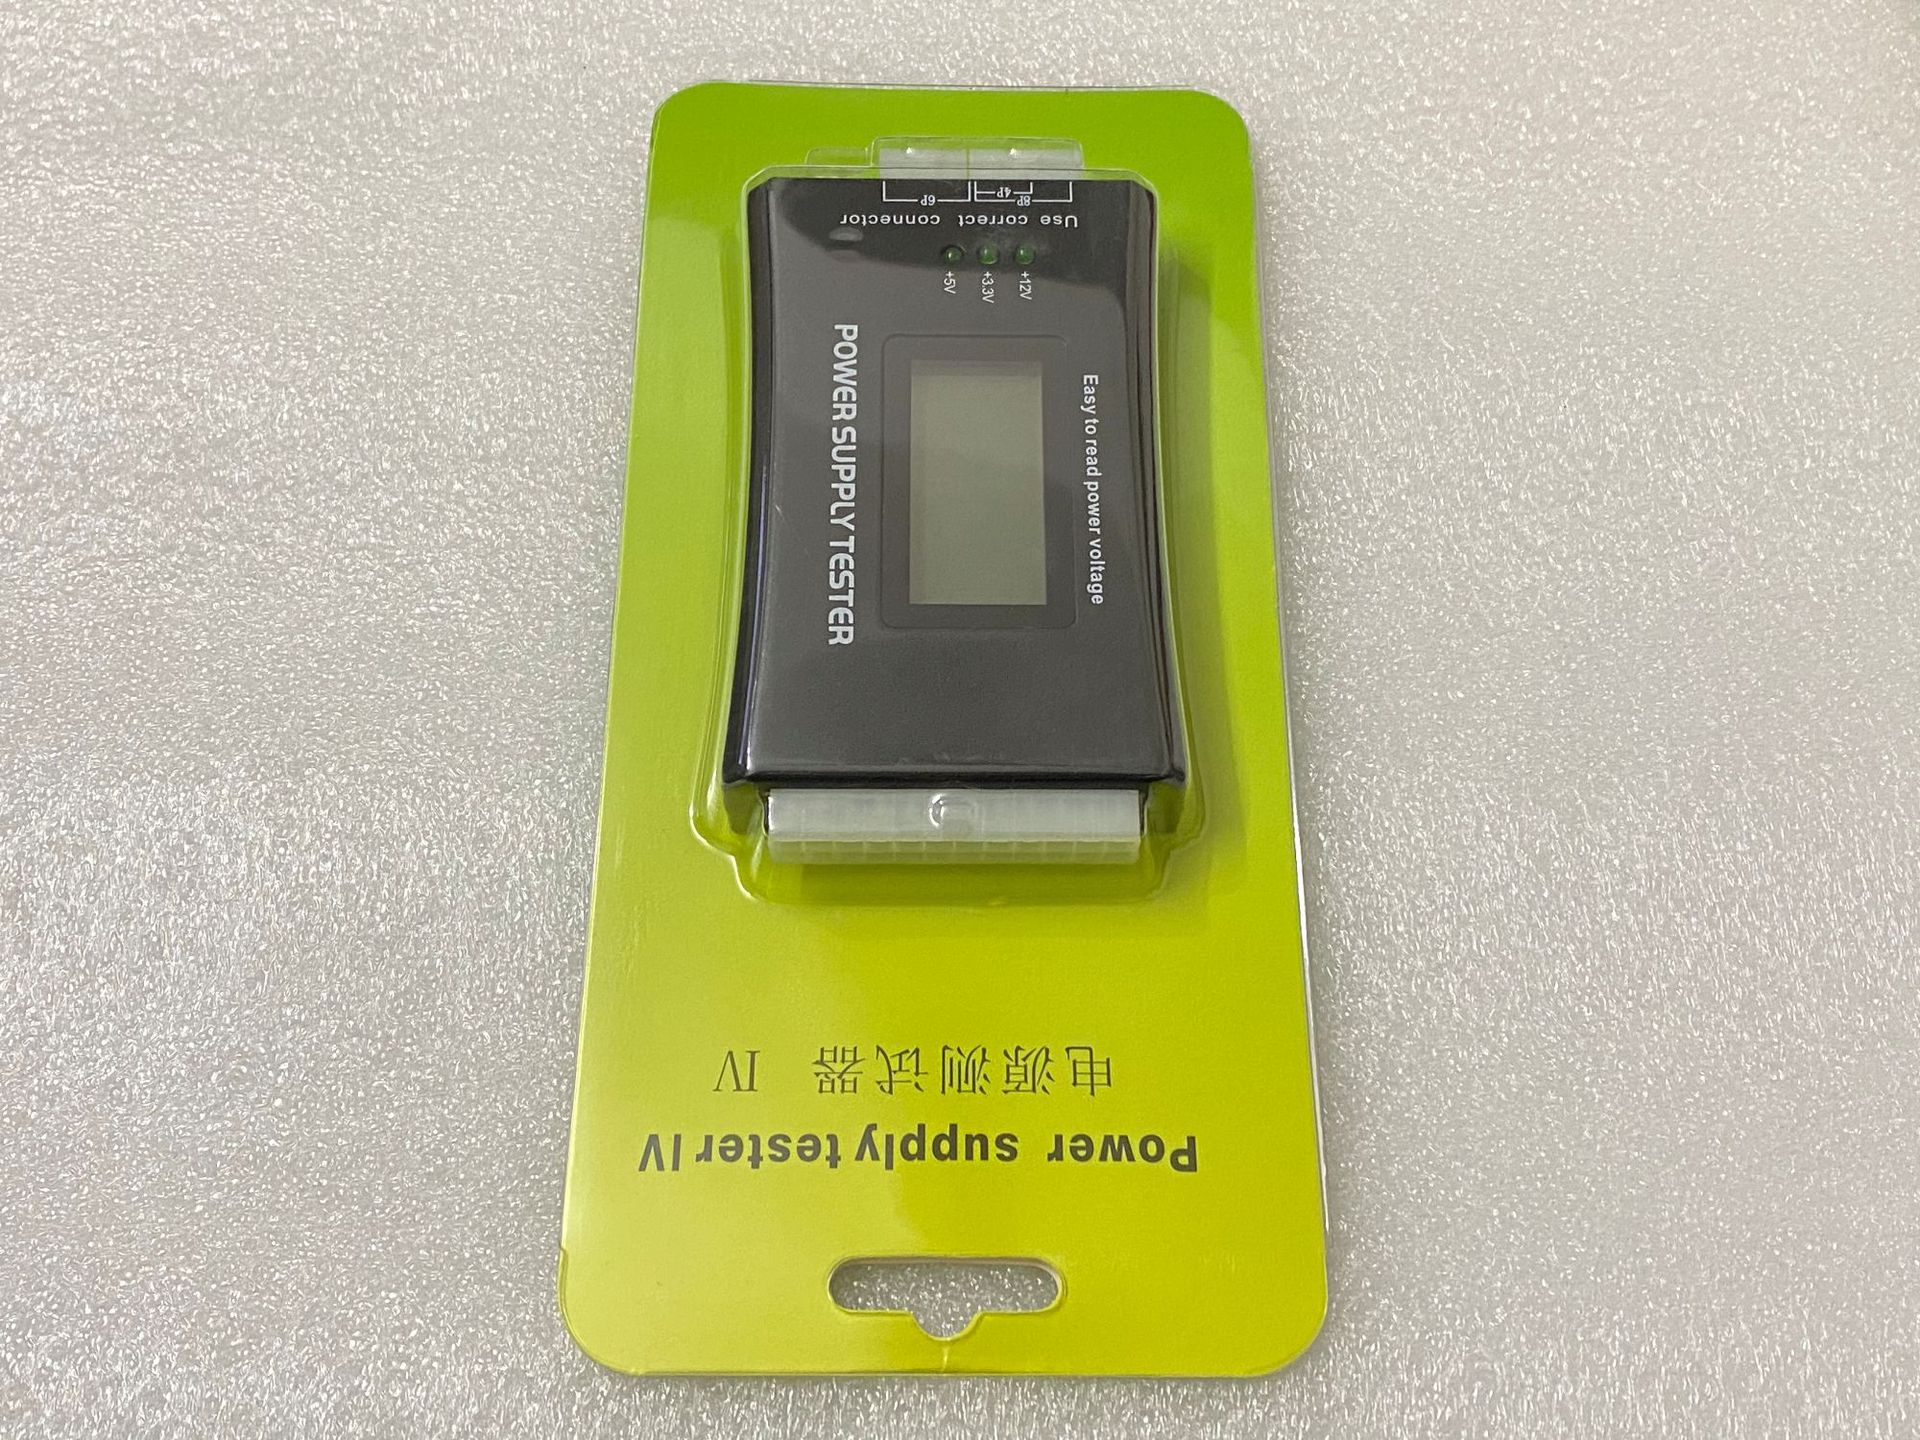 Power supply tester IV
电源测试器 IV
POWER SUPPLY TESTER
Easy to read power voltage
+5V
+3.3V
+12V
Use correct connector
8P
4P
6P